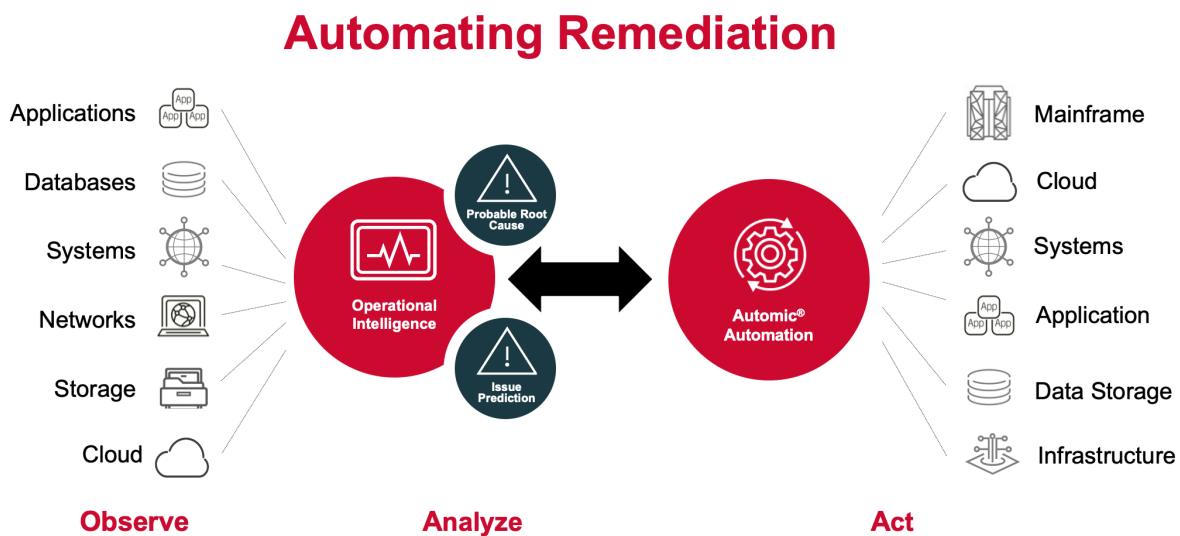 Automating Remediation
Applications
App
App App
Databases
Systems
Networks
Storage
Cloud
Operational
Intelligence
Probable Root
Cause
Issue
Prediction
Automic®
Automation
Mainframe
Cloud
Systems
App
App App
Application
Data Storage
Infrastructure
Observe
Analyze
Act